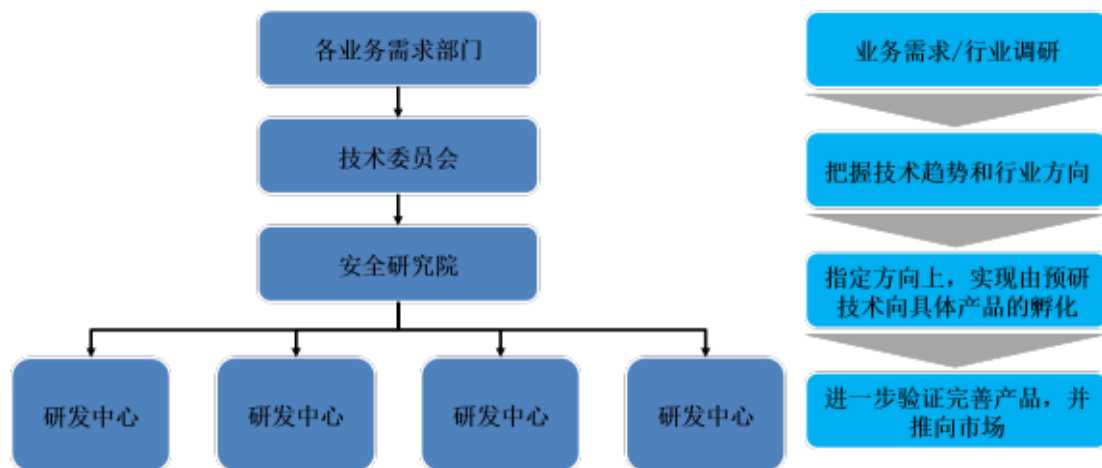 各业务需求部门
业务需求/行业调研
技术委员会
把握技术趋势和行业方向
安全研究院
指定方向上，实现由预研
技术向具体产品的孵化
研发中心
研发中心
研发中心
研发中心
进一步验证完善产品，并
推向市场